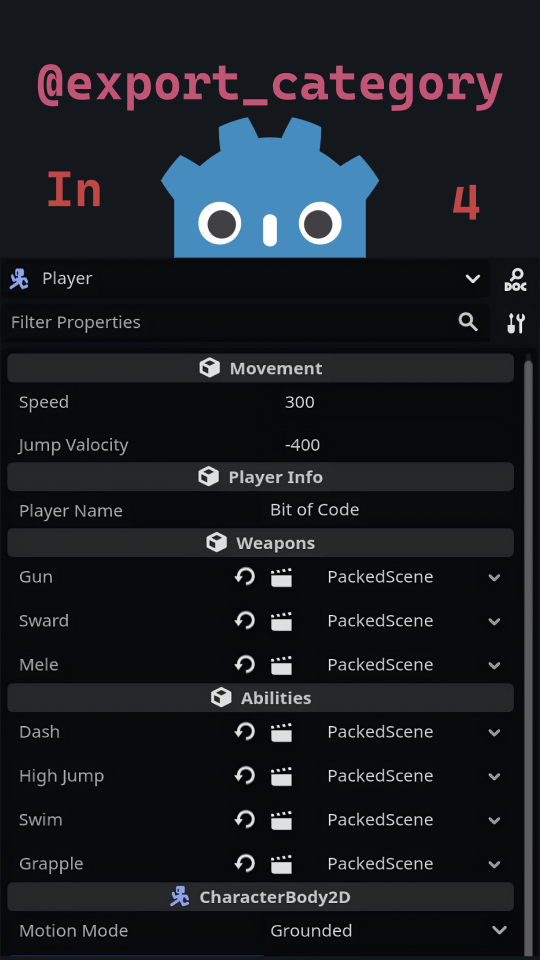 @export_category
In 4
Player
DOC
Filter Properties
Movement
Speed 300
Jump Valocity -400
Player Info
Player Name Bit of Code
Weapons
Gun PackedScene
Sward PackedScene
Mele PackedScene
Abilities
Dash PackedScene
High Jump PackedScene
Swim PackedScene
Grapple PackedScene
CharacterBody2D
Motion Mode Grounded